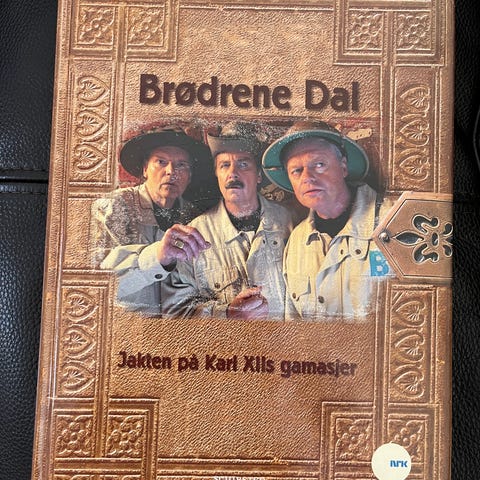 Brødrene Dal
B
Jakten på Karl XIIs gamasjer
NRK